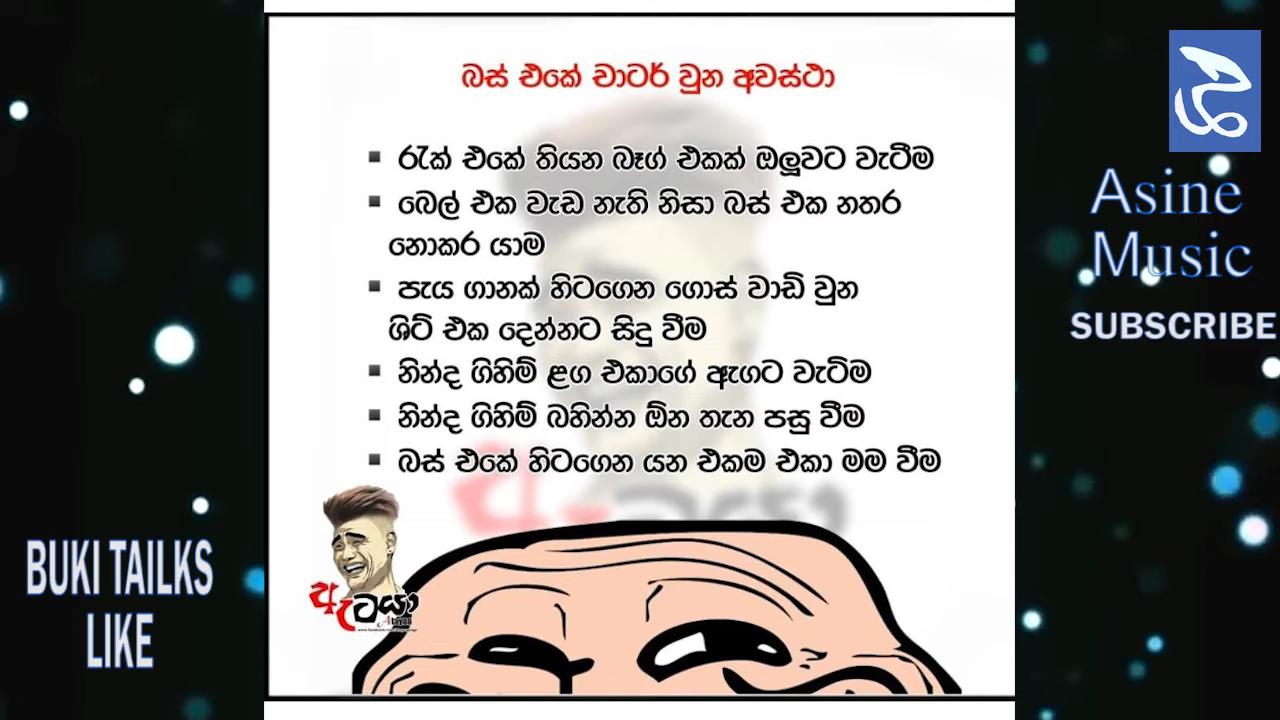 බස් එකේ චාටර් වුන අවස්ථා
▪ රැක් එකේ තියන බෑග් එකක් ඔලූවට වැටීම
▪ බෙල් එක වැඩ නැති නිසා බස් එක නතර
නොකර යාම
▪ පැය ගානක් හිටගෙන ගොස් වාඩි වුන
ශිට් එක දෙන්නට සිදු වීම
▪ නින්ද ගිහිම් ළග එකාගේ ඇගට වැටිම
▪ නින්ද ගිහිම් බහින්න ඕන තැන පසු වීම
▪ බස් එකේ හිටගෙන යන එකම එකා මම වීම
ඇටයා
Asine
Music
SUBSCRIBE
BUKI TAILKS
LIKE